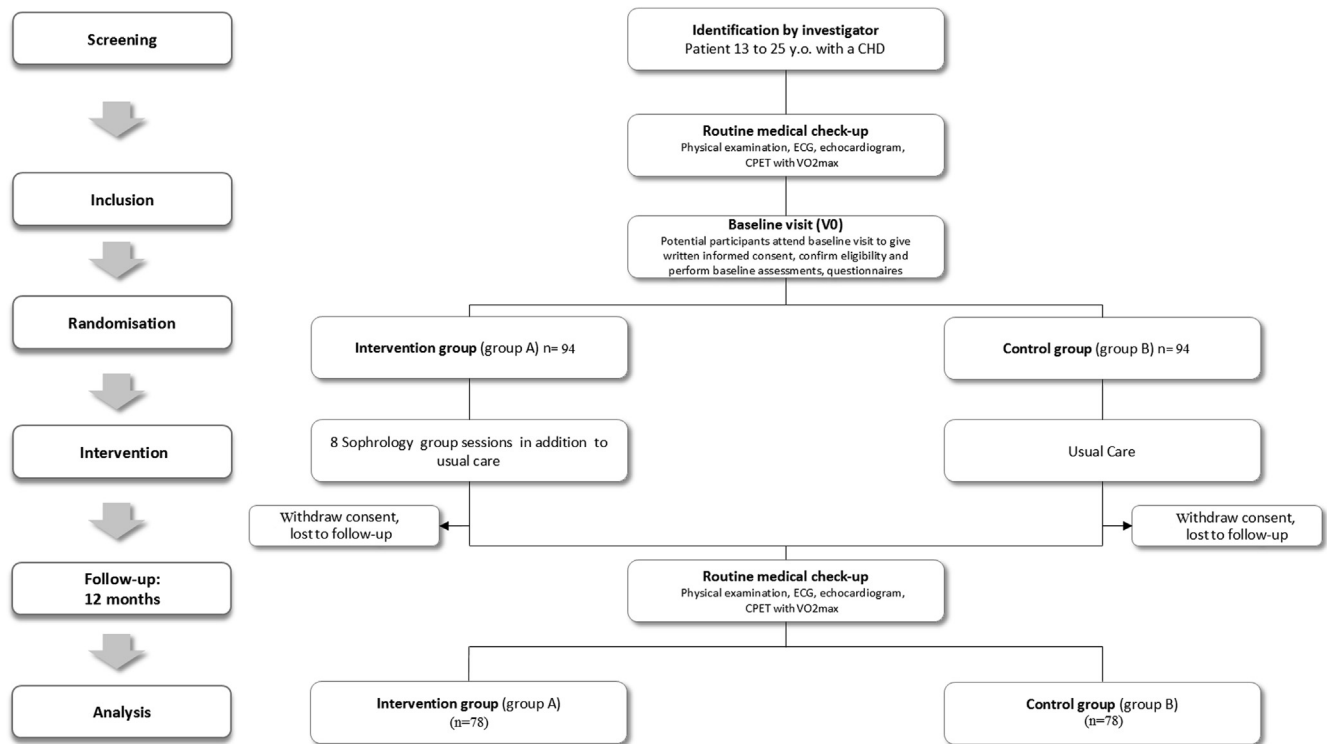 Screening
Identification by investigator
Patient 13 to 25 y.o. with a CHD
Routine medical check-up
Physical examination, ECG, echocardiogram,
CPET with VO2max
Inclusion
Baseline visit (V0)
Potential participants attend baseline visit to give
written informed consent, confirm eligibility and
perform baseline assessments, questionnaires
Randomisation
Intervention group (group A) n= 94
Control group (group B) n= 94
Intervention
8 Sophrology group sessions in addition to
usual care
Usual Care
Withdraw consent,
lost to follow-up
Withdraw consent,
lost to follow-up
Follow-up:
12 months
Routine medical check-up
Physical examination, ECG, echocardiogram,
CPET with VO2max
Analysis
Intervention group (group A)
(n=78)
Control group (group B)
(n=78)